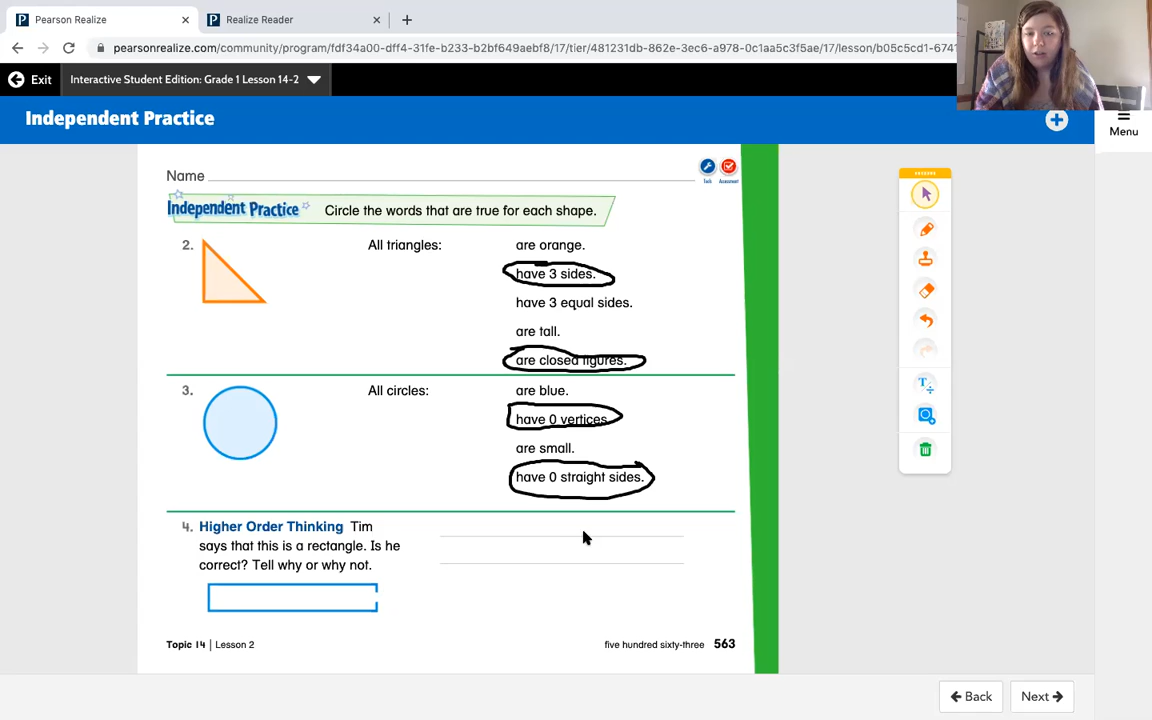 Pearson Realize
Realize Reader
pearsonrealize.com/community/program/fdf34a00-dff4-31fe-b233-b2bf649aebf8/17/tier/481231db-862e-3ec6-a978-0c1aa5c3f5ae/17/lesson/b05c5cd1-6741
Exit
Interactive Student Edition: Grade 1 Lesson 14-2
Independent Practice
Menu
Name
Tools
Assessment
Independent Practice Circle the words that are true for each shape.
2. All triangles: are orange.
have 3 sides.
have 3 equal sides.
are tall.
are closed figures.
3. All circles: are blue.
have 0 vertices.
are small.
have 0 straight sides.
4. Higher Order Thinking Tim
says that this is a rectangle. Is he
correct? Tell why or why not.
Topic 14 | Lesson 2
five hundred sixty-three 563
Back
Next